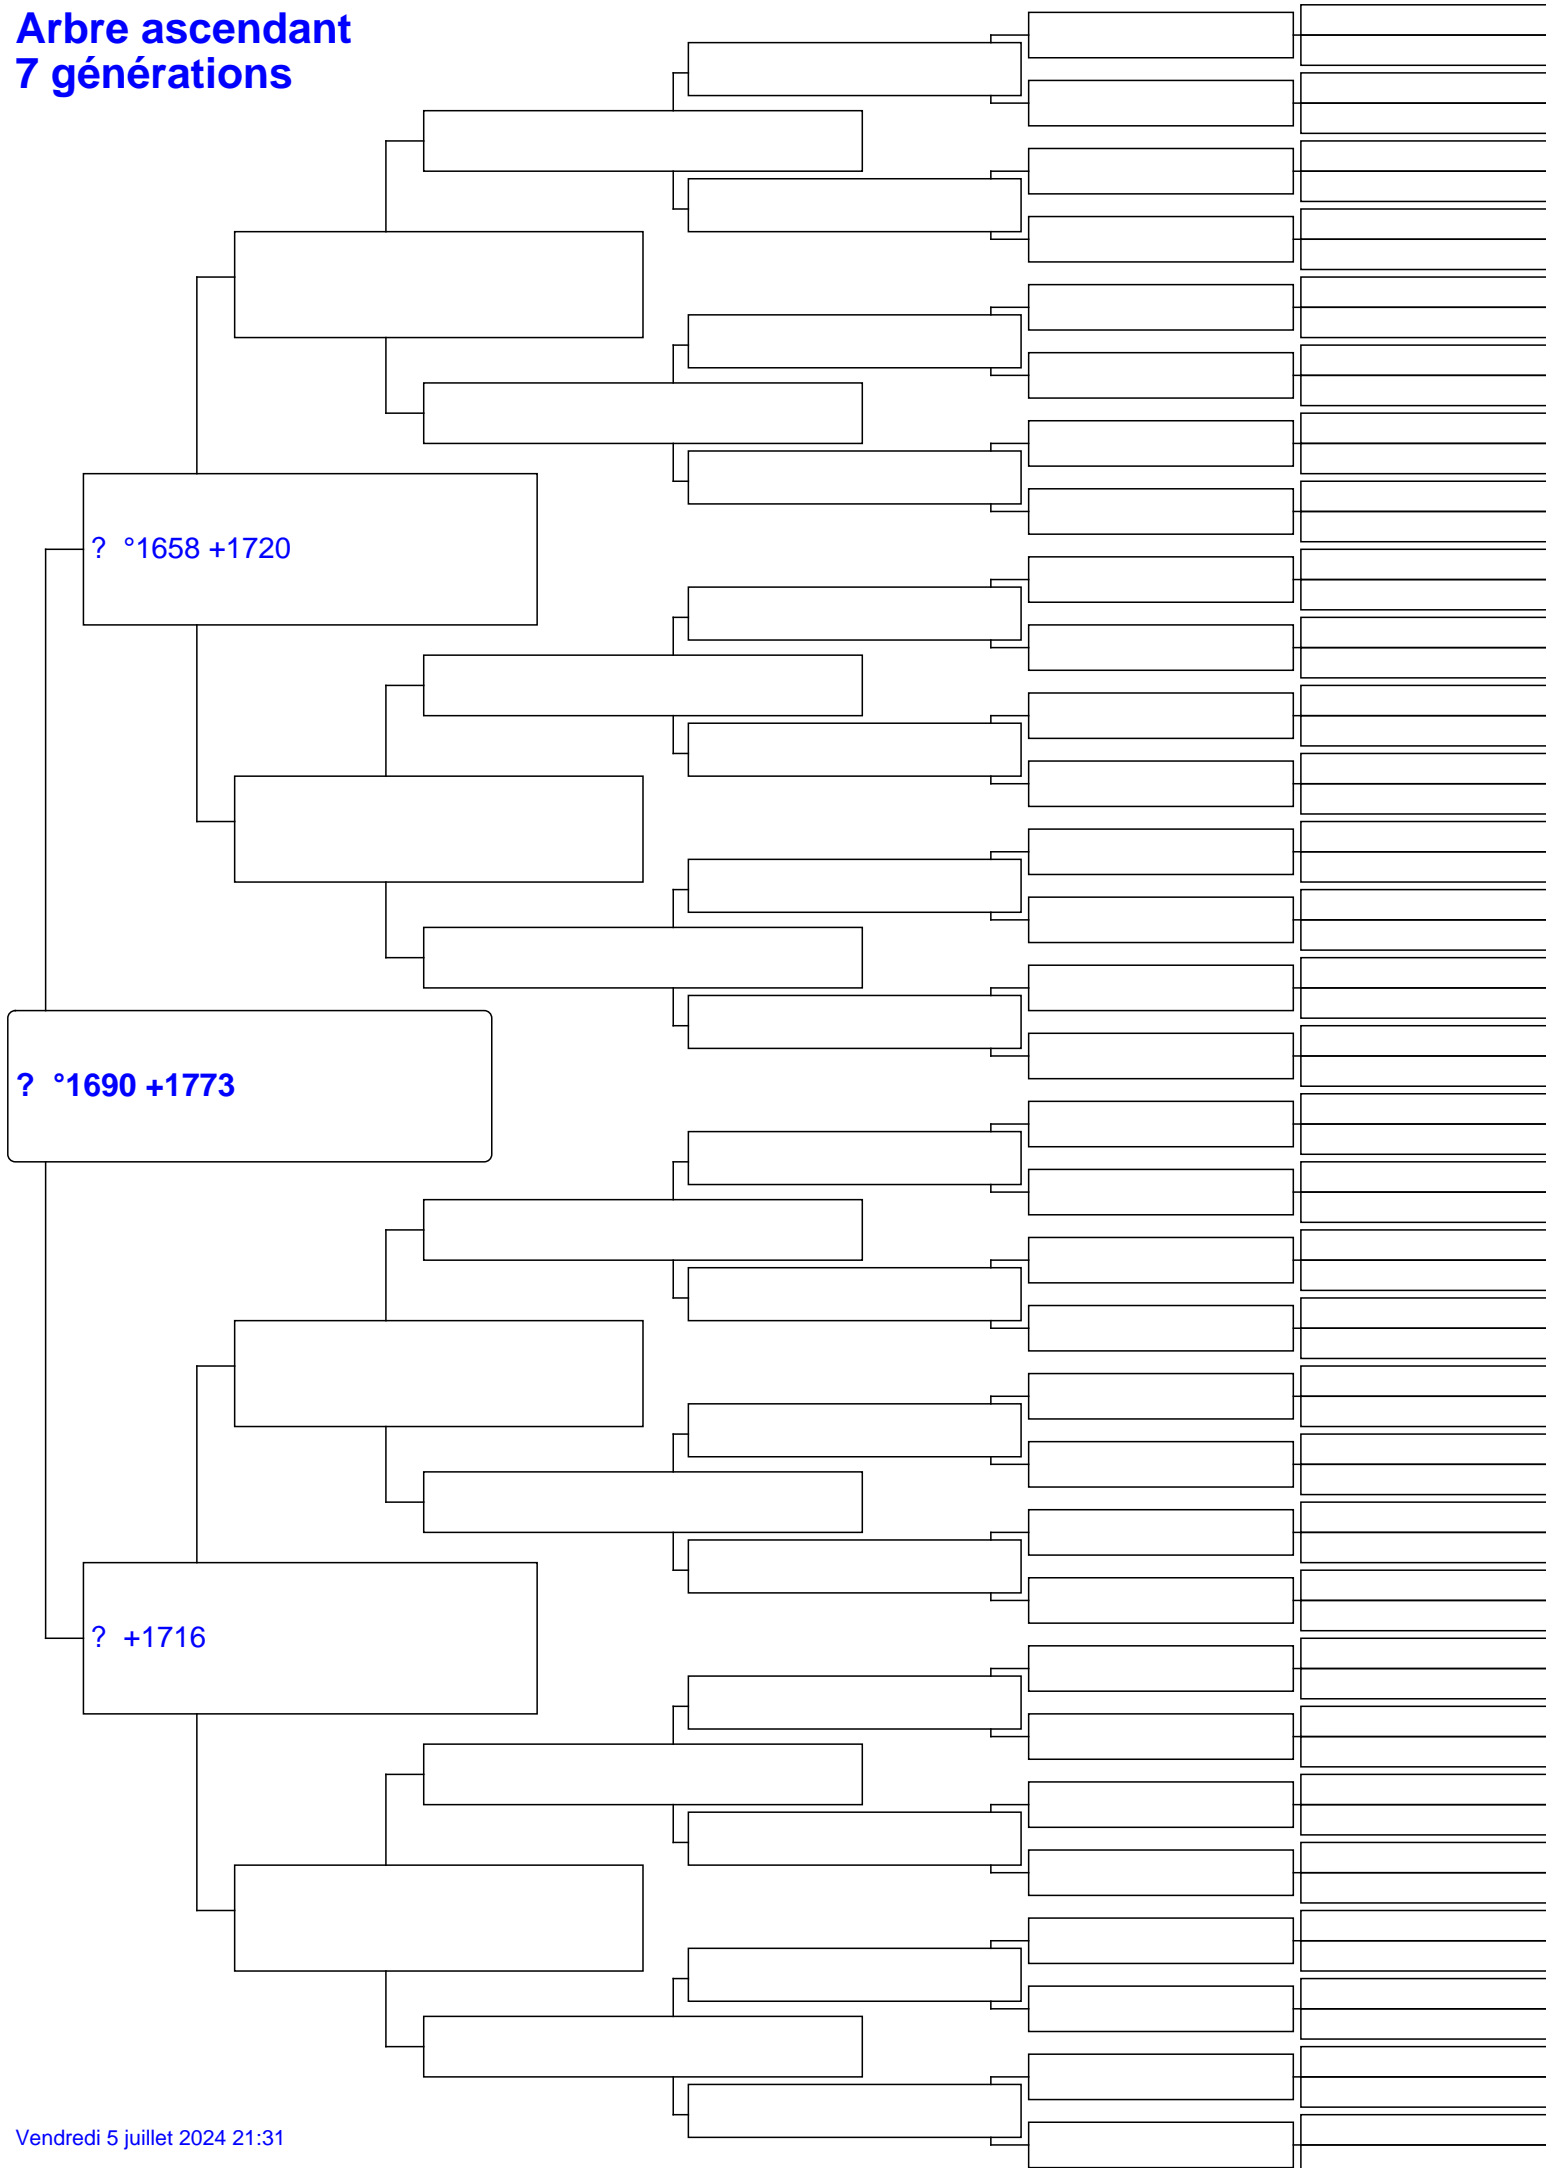 Arbre ascendant
7 générations
? °1658 +1720
? °1690 +1773
? +1716
Vendredi 5 juillet 2024 21:31